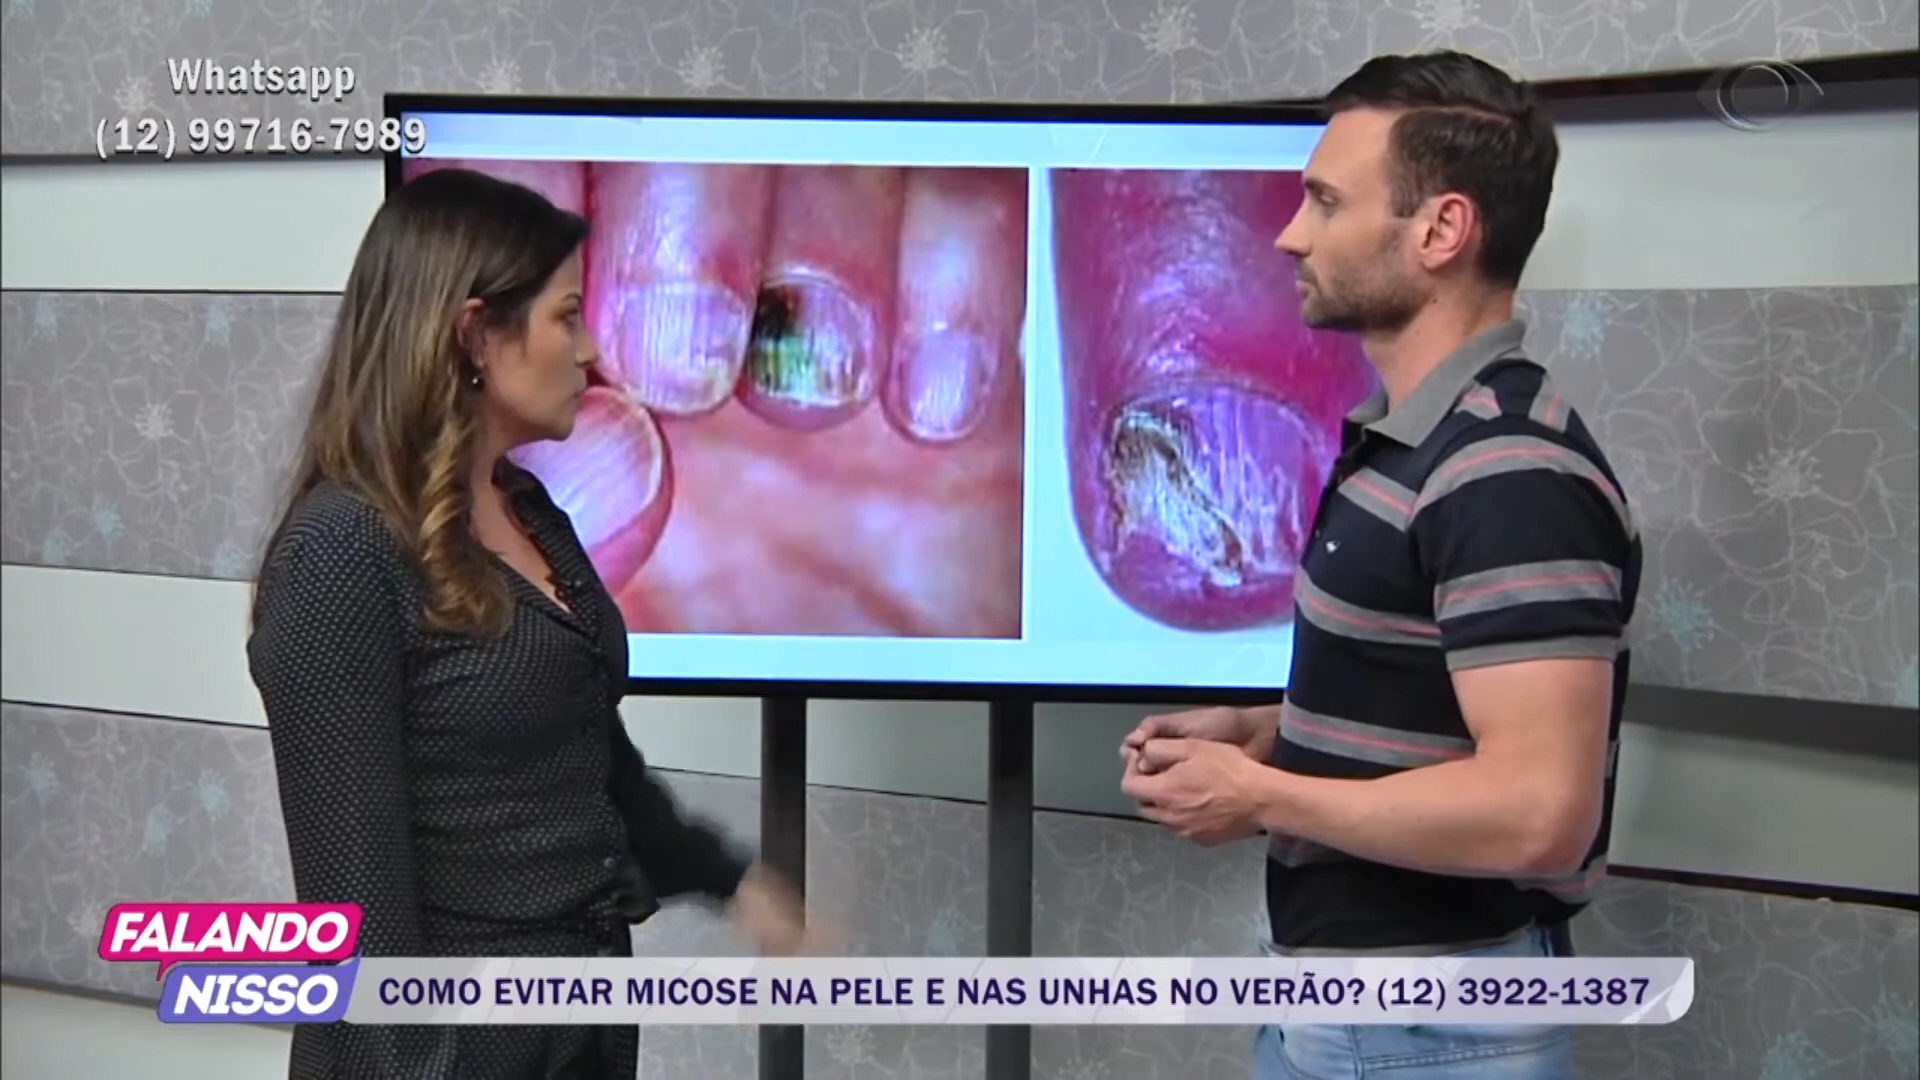 Whatsapp
(12) 99716-7989
FALANDO
NISSO
COMO EVITAR MICOSE NA PELE E NAS UNHAS NO VERÃO? (12) 3922-1387